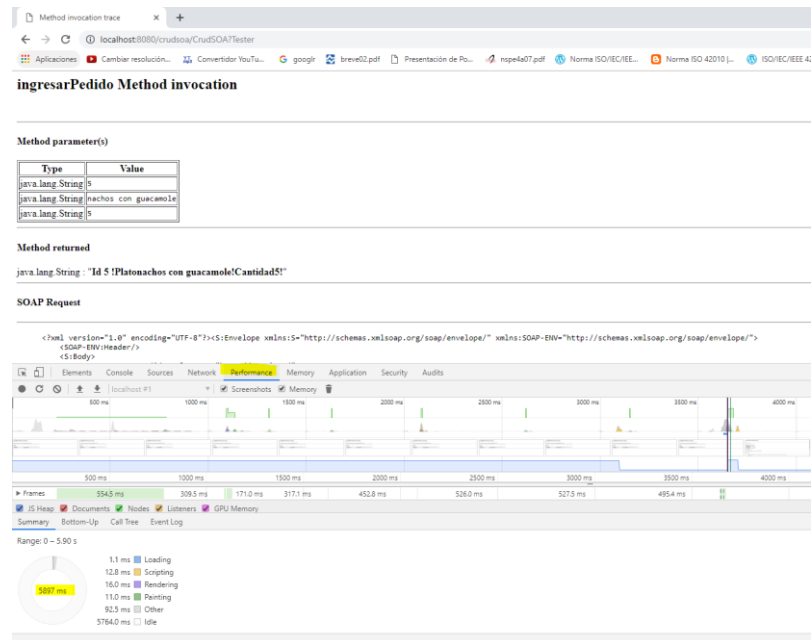 Method invocation trace
localhost:8080/crudsoa/CrudSOA?Tester
Aplicaciones Cambiar resolución... Convertidor YouTu... googlr breve02.pdf Presentación de Po... nspe4a07.pdf Norma ISO/IEC/IEE... Norma ISO 42010 |... ISO/IEC/IEEE 42
ingresarPedido Method invocation
Method parameter(s)
Type Value
java.lang.String 5
java.lang.String nachos con guacamole
java.lang.String 5
Method returned
java.lang.String : "Id 5 !Platonachos con guacamole!Cantidad5!"
SOAP Request
<?xml version="1.0" encoding="UTF-8"?><S:Envelope xmlns:S="http://schemas.xmlsoap.org/soap/envelope/" xmlns:SOAP-ENV="http://schemas.xmlsoap.org/soap/envelope/">
<SOAP-ENV:Header/>
<S:Body>
Elements Console Sources Network Performance Memory Application Security Audits
localhost #1 Screenshots Memory
500 ms 1000 ms 1500 ms 2000 ms 2500 ms 3000 ms 3500 ms 4000 ms
500 ms 1000 ms 1500 ms 2000 ms 2500 ms 3000 ms 3500 ms 4000 ms
Frames 554.5 ms 309.5 ms 171.0 ms 317.1 ms 452.8 ms 526.0 ms 527.5 ms 495.4 ms
JS Heap Documents Nodes Listeners GPU Memory
Summary Bottom-Up Call Tree Event Log
Range: 0 – 5.90 s
1.1 ms Loading
12.8 ms Scripting
16.0 ms Rendering
5897 ms
11.0 ms Painting
92.5 ms Other
5764.0 ms Idle